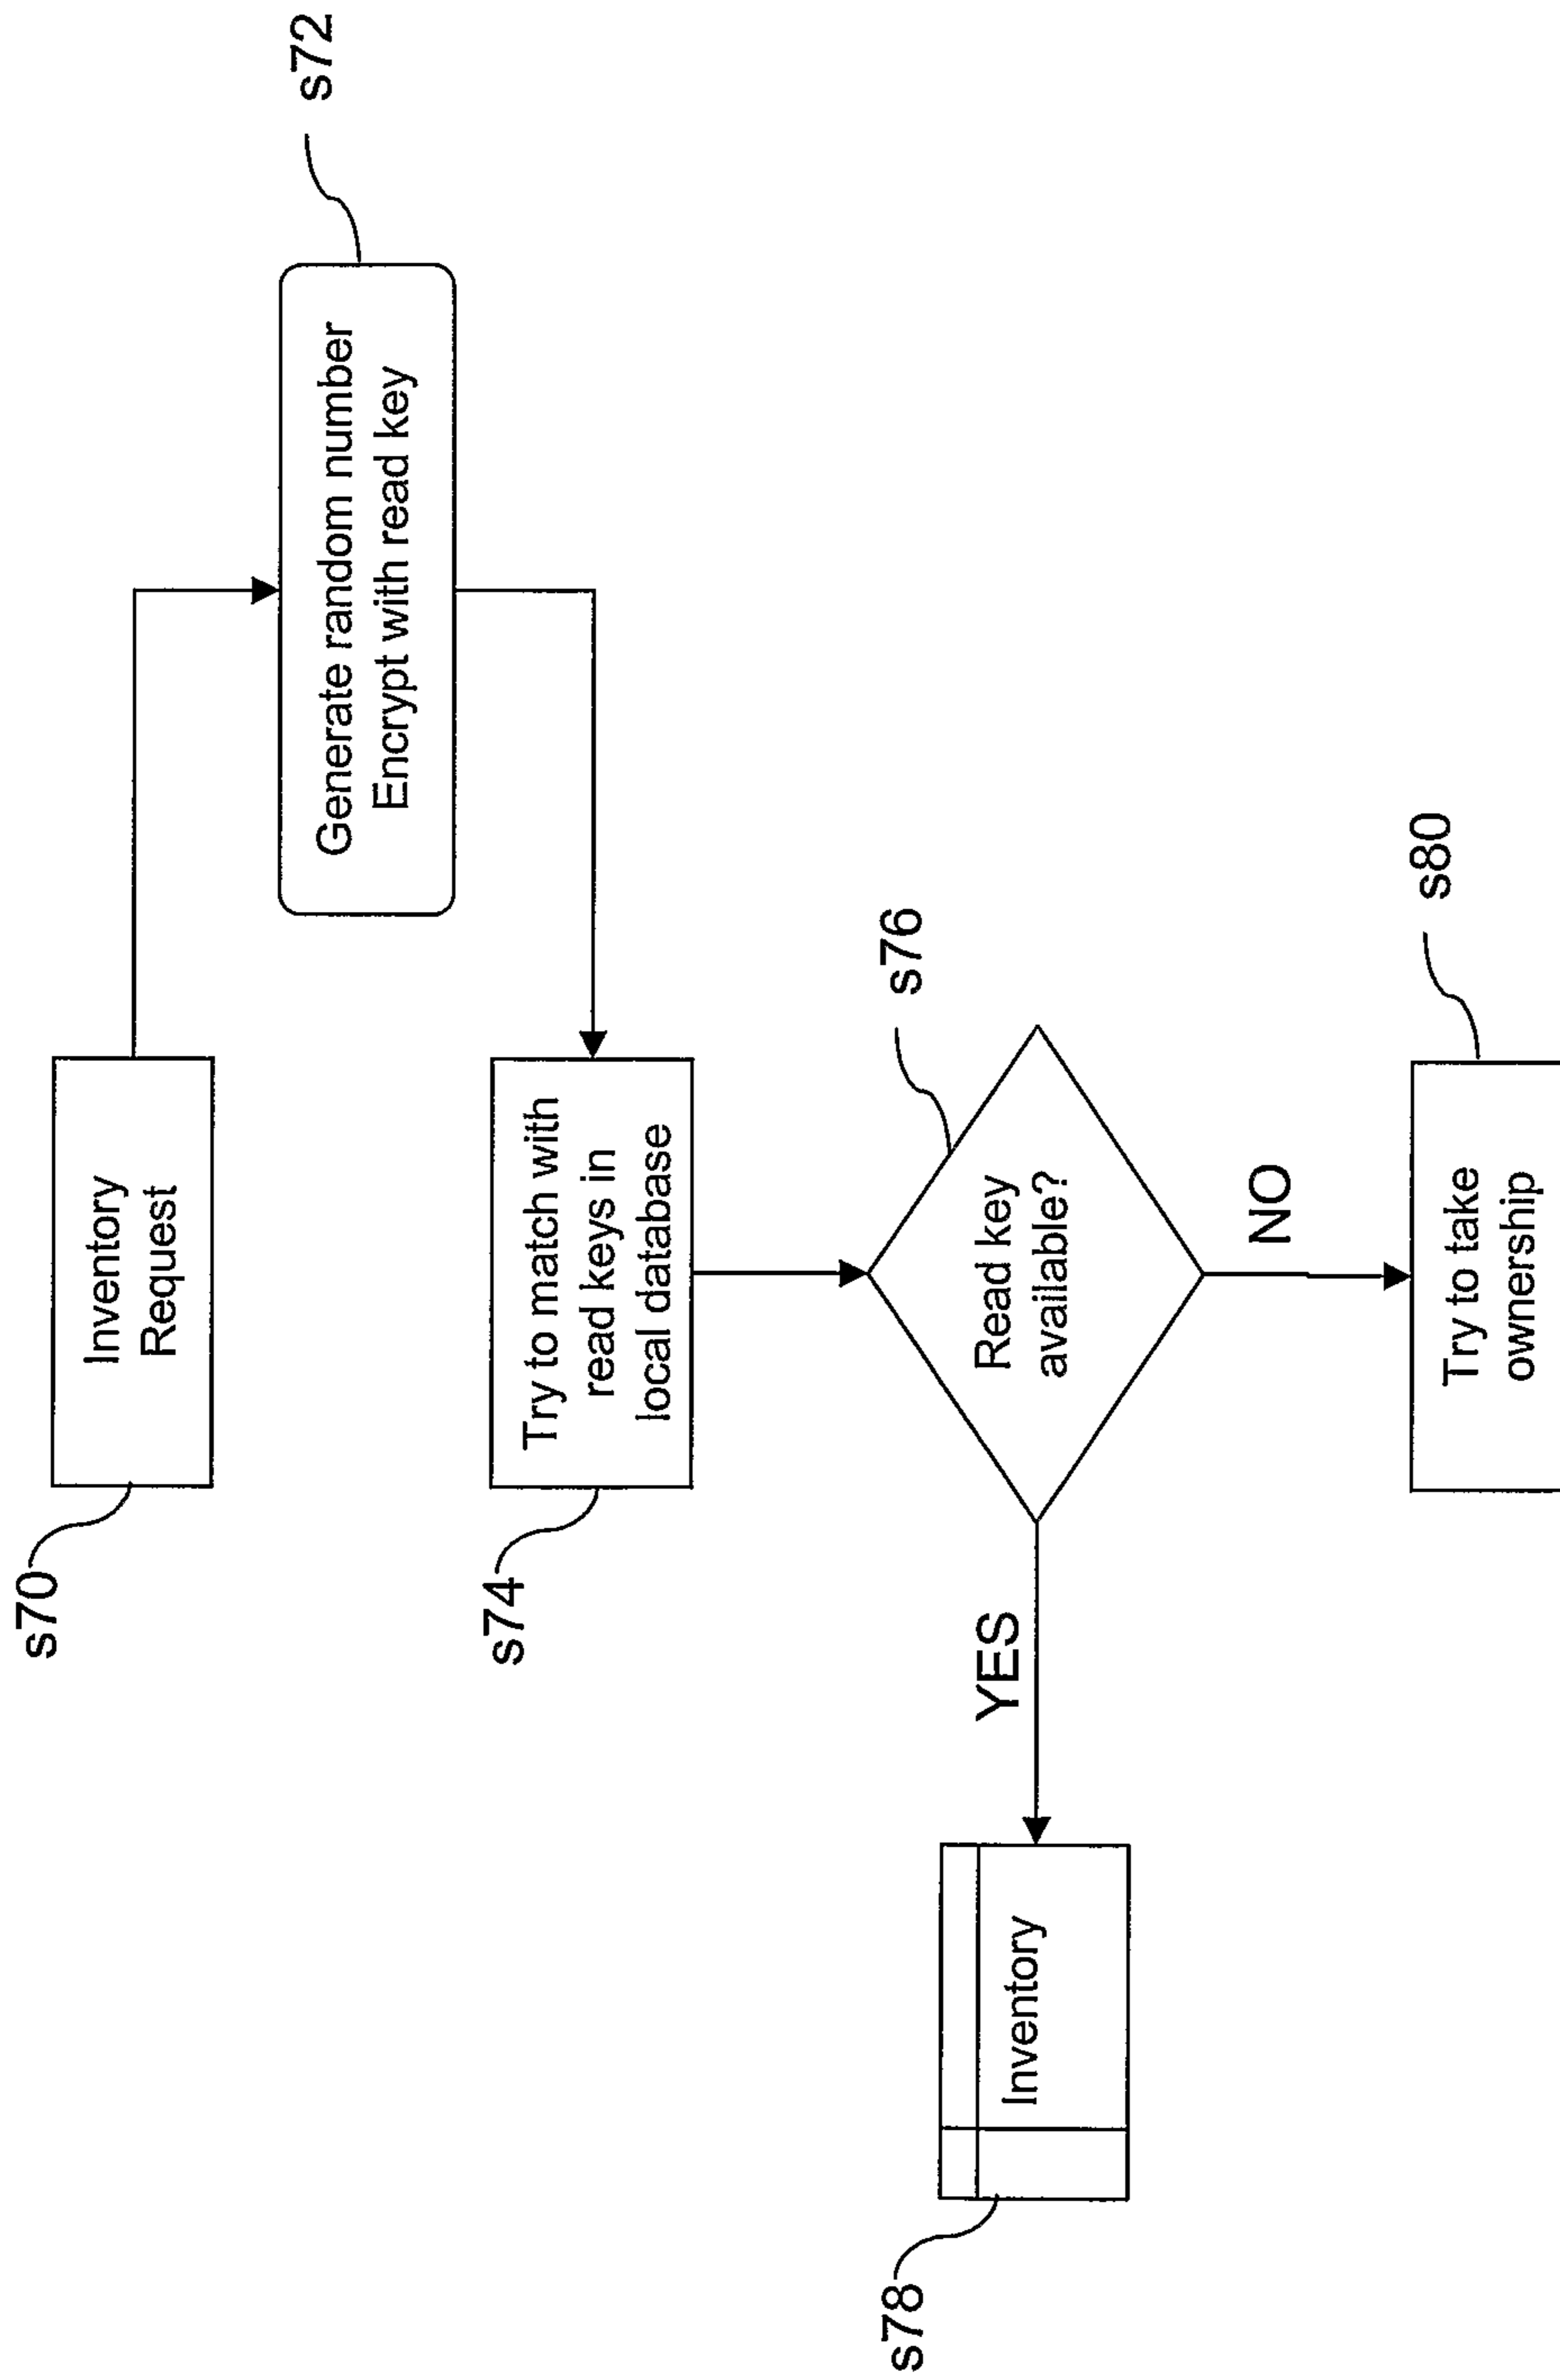 s70
Inventory
Request
s72
Generate random number
Encrypt with read key
s74
Try to match with
read keys in
local database
s76
Read key
available?
YES
s78
Inventory
NO
s80
Try to take
ownership